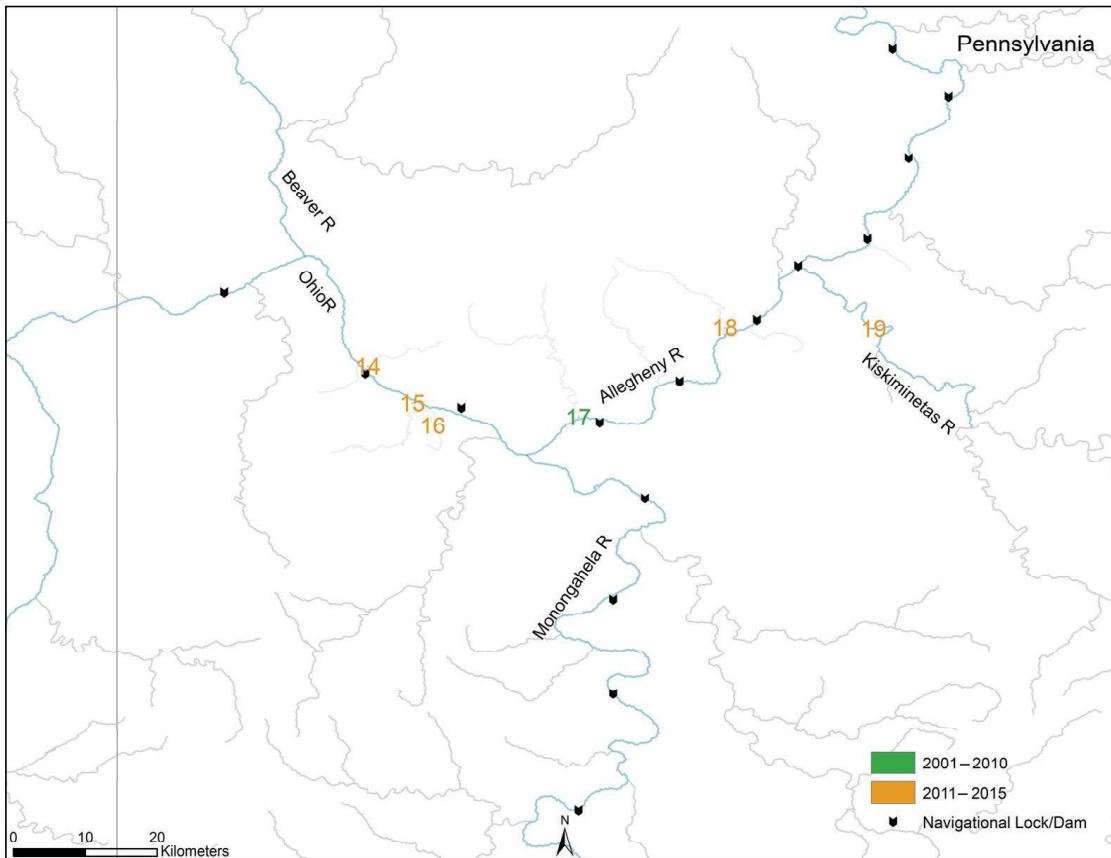 Pennsylvania
Beaver R
OhioR
14
15
16
17
Allegheny R
18
19
Kiskiminetas R
Monongahela R
2001–2010
2011–2015
Navigational Lock/Dam
N
0 10 20
Kilometers